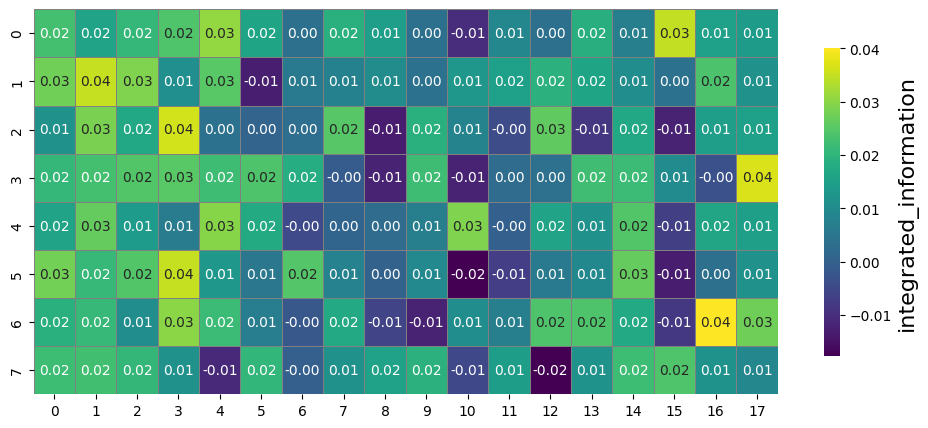 0 0.02 0.02 0.02 0.02 0.03 0.02 0.00 0.02 0.01 0.00 -0.01 0.01 0.00 0.02 0.01 0.03 0.01 0.01
1 0.03 0.04 0.03 0.01 0.03 -0.01 0.01 0.01 0.01 0.00 0.01 0.02 0.02 0.02 0.01 0.00 0.02 0.01
2 0.01 0.03 0.02 0.04 0.00 0.00 0.00 0.02 -0.01 0.02 0.01 -0.00 0.03 -0.01 0.02 -0.01 0.01 0.01
3 0.02 0.02 0.02 0.03 0.02 0.02 0.02 -0.00 -0.01 0.02 -0.01 0.00 0.00 0.02 0.02 0.01 -0.00 0.04
4 0.02 0.03 0.01 0.01 0.03 0.01 -0.00 0.00 0.00 0.01 0.03 -0.00 0.02 0.01 0.02 -0.01 0.02 0.01
5 0.03 0.02 0.02 0.04 0.01 0.01 0.02 0.01 0.00 0.01 -0.02 -0.01 0.01 0.01 0.03 -0.01 0.00 0.01
6 0.02 0.02 0.01 0.03 0.02 0.01 -0.00 0.02 -0.01 -0.01 0.01 0.01 0.02 0.02 0.02 -0.01 0.04 0.03
7 0.02 0.02 0.02 0.01 -0.01 0.02 -0.00 0.01 0.02 0.02 -0.01 0.01 -0.02 0.01 0.02 0.02 0.01 0.01
0 1 2 3 4 5 6 7 8 9 10 11 12 13 14 15 16 17
0.04
0.03
0.02
0.01
0.00
−0.01
integrated_information